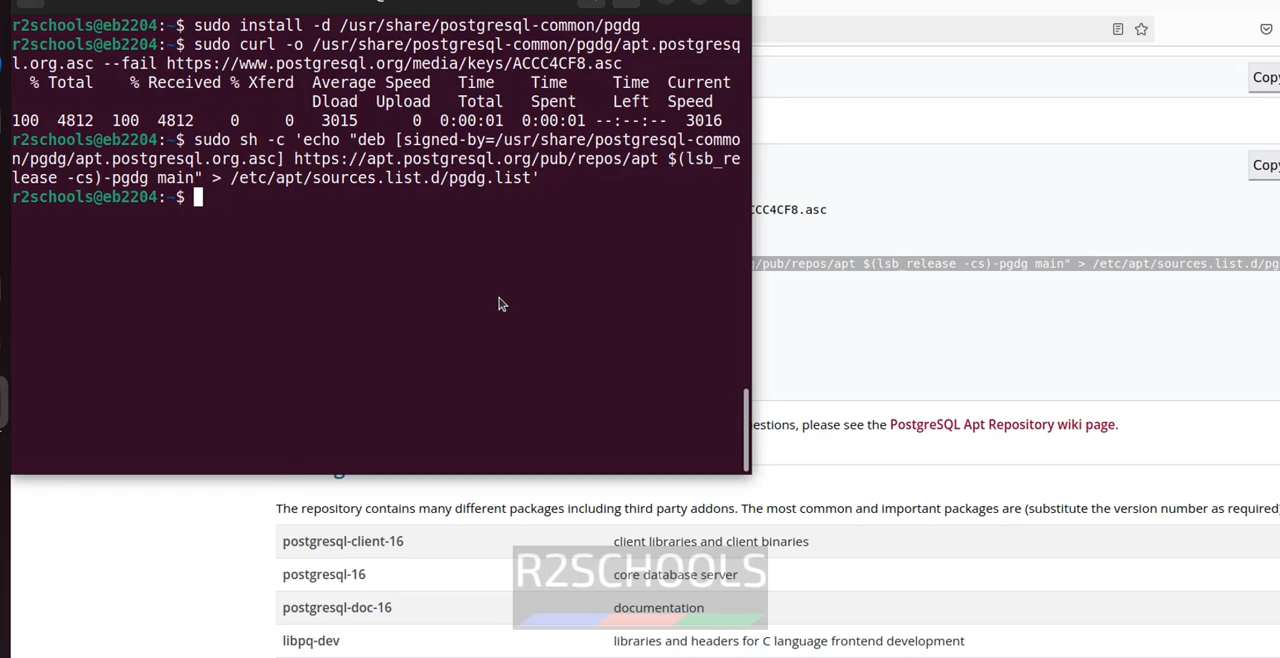 r2schools@eb2204:~$ sudo install -d /usr/share/postgresql-common/pgdg
r2schools@eb2204:~$ sudo curl -o /usr/share/postgresql-common/pgdg/apt.postgresq
l.org.asc --fail https://www.postgresql.org/media/keys/ACCC4CF8.asc
% Total % Received % Xferd Average Speed Time Time Time Current
Dload Upload Total Spent Left Speed
100 4812 100 4812 0 0 3015 0 0:00:01 0:00:01 --:--:-- 3016
r2schools@eb2204:~$ sudo sh -c 'echo "deb [signed-by=/usr/share/postgresql-commo
n/pgdg/apt.postgresql.org.asc] https://apt.postgresql.org/pub/repos/apt $(lsb_re
lease -cs)-pgdg main" > /etc/apt/sources.list.d/pgdg.list'
r2schools@eb2204:~$
Copy
Copy
CCC4CF8.asc
/pub/repos/apt $(lsb_release -cs)-pgdg main" > /etc/apt/sources.list.d/pg
estions, please see the PostgreSQL Apt Repository wiki page.
The repository contains many different packages including third party addons. The most common and important packages are (substitute the version number as required)
postgresql-client-16 client libraries and client binaries
postgresql-16 core database server
postgresql-doc-16 documentation
libpq-dev libraries and headers for C language frontend development
R2SCHOOLS